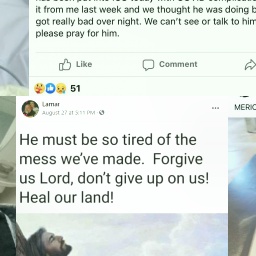 it from me last week and we thought he was doing b
got really bad over night. We can't see or talk to him
please pray for him.
Like
Comment
51
Lamar
August 27 at 5:11 PM
MERIC
He must be so tired of the
mess we've made. Forgive
us Lord, don't give up on us!
Heal our land!